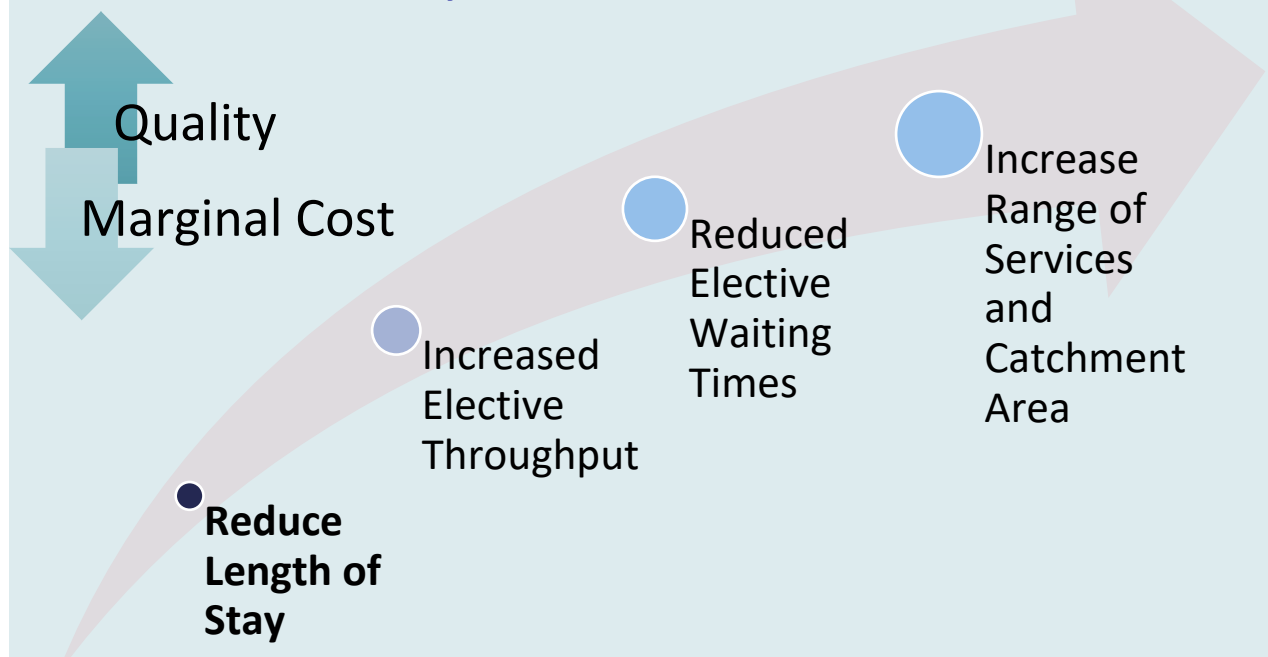 Quality
Marginal Cost
Increase
Range of
Services
and
Catchment
Area
Reduced
Elective
Waiting
Times
Increased
Elective
Throughput
Reduce
Length of
Stay